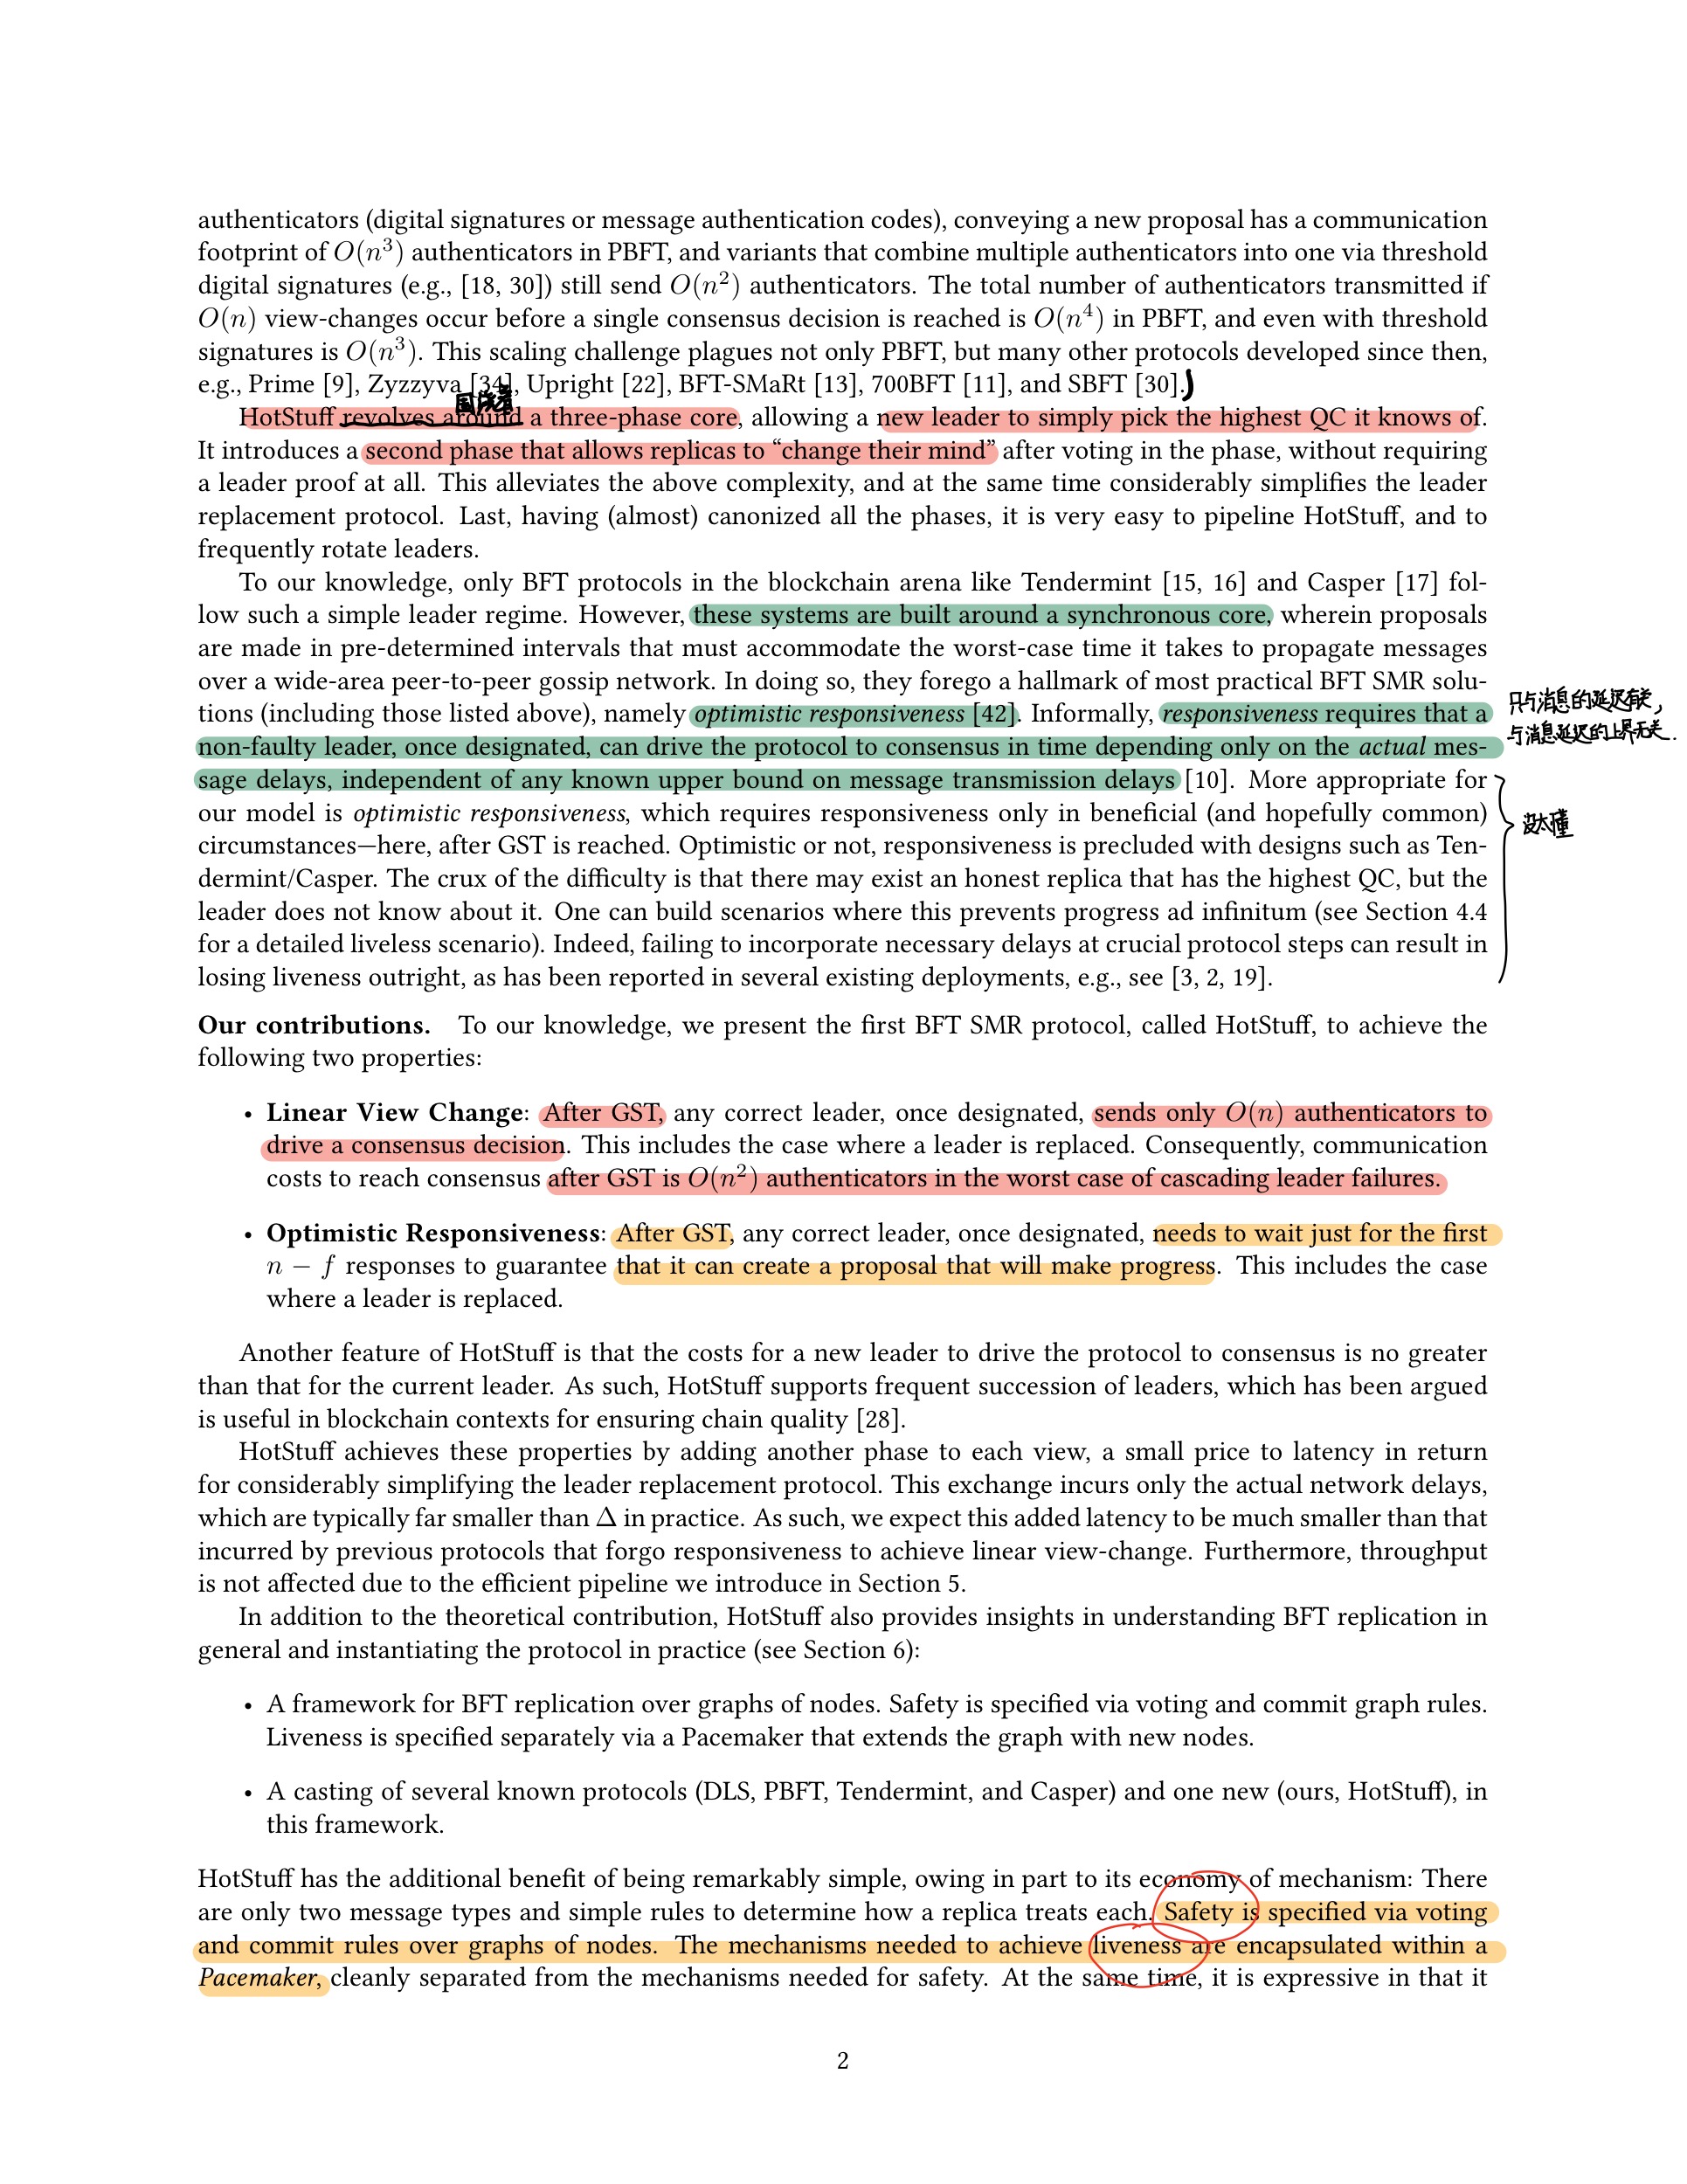 authenticators (digital signatures or message authentication codes), conveying a new proposal has a communication
footprint of O(n³) authenticators in PBFT, and variants that combine multiple authenticators into one via threshold
digital signatures (e.g., [18, 30]) still send O(n²) authenticators. The total number of authenticators transmitted if
O(n) view-changes occur before a single consensus decision is reached is O(n⁴) in PBFT, and even with threshold
signatures is O(n³). This scaling challenge plagues not only PBFT, but many other protocols developed since then,
e.g., Prime [9], Zyzzyva [34], Upright [22], BFT-SMaRt [13], 700BFT [11], and SBFT [30].
HotStuff revolves around a three-phase core, allowing a new leader to simply pick the highest QC it knows of.
It introduces a second phase that allows replicas to “change their mind” after voting in the phase, without requiring
a leader proof at all. This alleviates the above complexity, and at the same time considerably simplifies the leader
replacement protocol. Last, having (almost) canonized all the phases, it is very easy to pipeline HotStuff, and to
frequently rotate leaders.
To our knowledge, only BFT protocols in the blockchain arena like Tendermint [15, 16] and Casper [17] fol-
low such a simple leader regime. However, these systems are built around a synchronous core, wherein proposals
are made in pre-determined intervals that must accommodate the worst-case time it takes to propagate messages
over a wide-area peer-to-peer gossip network. In doing so, they forego a hallmark of most practical BFT SMR solu-
tions (including those listed above), namely optimistic responsiveness [42]. Informally, responsiveness requires that a
non-faulty leader, once designated, can drive the protocol to consensus in time depending only on the actual mes-
sage delays, independent of any known upper bound on message transmission delays [10]. More appropriate for
our model is optimistic responsiveness, which requires responsiveness only in beneficial (and hopefully common)
circumstances—here, after GST is reached. Optimistic or not, responsiveness is precluded with designs such as Ten-
dermint/Casper. The crux of the difficulty is that there may exist an honest replica that has the highest QC, but the
leader does not know about it. One can build scenarios where this prevents progress ad infinitum (see Section 4.4
for a detailed liveless scenario). Indeed, failing to incorporate necessary delays at crucial protocol steps can result in
losing liveness outright, as has been reported in several existing deployments, e.g., see [3, 2, 19].
只与消息的延迟有关,
与消息延迟的上界无关.
没太懂
Our contributions. To our knowledge, we present the first BFT SMR protocol, called HotStuff, to achieve the
following two properties:
• Linear View Change: After GST, any correct leader, once designated, sends only O(n) authenticators to
drive a consensus decision. This includes the case where a leader is replaced. Consequently, communication
costs to reach consensus after GST is O(n²) authenticators in the worst case of cascading leader failures.
• Optimistic Responsiveness: After GST, any correct leader, once designated, needs to wait just for the first
n − f responses to guarantee that it can create a proposal that will make progress. This includes the case
where a leader is replaced.
Another feature of HotStuff is that the costs for a new leader to drive the protocol to consensus is no greater
than that for the current leader. As such, HotStuff supports frequent succession of leaders, which has been argued
is useful in blockchain contexts for ensuring chain quality [28].
HotStuff achieves these properties by adding another phase to each view, a small price to latency in return
for considerably simplifying the leader replacement protocol. This exchange incurs only the actual network delays,
which are typically far smaller than Δ in practice. As such, we expect this added latency to be much smaller than that
incurred by previous protocols that forgo responsiveness to achieve linear view-change. Furthermore, throughput
is not affected due to the efficient pipeline we introduce in Section 5.
In addition to the theoretical contribution, HotStuff also provides insights in understanding BFT replication in
general and instantiating the protocol in practice (see Section 6):
• A framework for BFT replication over graphs of nodes. Safety is specified via voting and commit graph rules.
Liveness is specified separately via a Pacemaker that extends the graph with new nodes.
• A casting of several known protocols (DLS, PBFT, Tendermint, and Casper) and one new (ours, HotStuff), in
this framework.
HotStuff has the additional benefit of being remarkably simple, owing in part to its economy of mechanism: There
are only two message types and simple rules to determine how a replica treats each. Safety is specified via voting
and commit rules over graphs of nodes. The mechanisms needed to achieve liveness are encapsulated within a
Pacemaker, cleanly separated from the mechanisms needed for safety. At the same time, it is expressive in that it
2